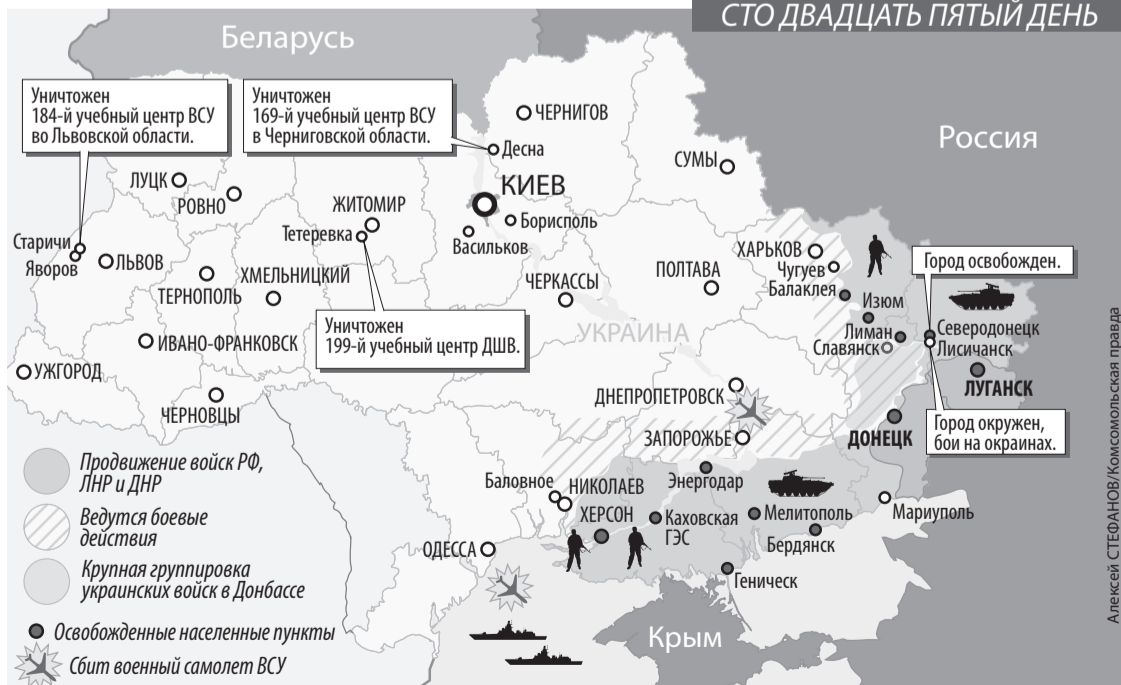 СТО ДВАДЦАТЬ ПЯТЫЙ ДЕНЬ
Беларусь
Россия
Уничтожен
184-й учебный центр ВСУ
во Львовской области.
Уничтожен
169-й учебный центр ВСУ
в Черниговской области.
ЧЕРНИГОВ
Десна
СУМЫ
ЛУЦК
РОВНО
КИЕВ
ЖИТОМИР
Тетеревка
Борисполь
Васильков
Старичи
Яворов
ЛЬВОВ
ТЕРНОПОЛЬ
ХМЕЛЬНИЦКИЙ
ЧЕРКАССЫ
ПОЛТАВА
ХАРЬКОВ
Чугуев
Балаклея
Изюм
Лиман
Славянск
Город освобожден.
Северодонецк
Лисичанск
ЛУГАНСК
Уничтожен
199-й учебный центр ДШВ.
УКРАИНА
ИВАНО-ФРАНКОВСК
УЖГОРОД
ЧЕРНОВЦЫ
ДНЕПРОПЕТРОВСК
ЗАПОРОЖЬЕ
ДОНЕЦК
Город окружен,
бои на окраинах.
Энергодар
Баловное
НИКОЛАЕВ
ХЕРСОН
Каховская
ГЭС
Мелитополь
Бердянск
Мариуполь
Геническ
ОДЕССА
Крым
Продвижение войск РФ,
ЛНР и ДНР
Ведутся боевые
действия
Крупная группировка
украинских войск в Донбассе
Освобожденные населенные пункты
Сбит военный самолет ВСУ
Алексей СТЕФАНОВ/Комсомольская правда